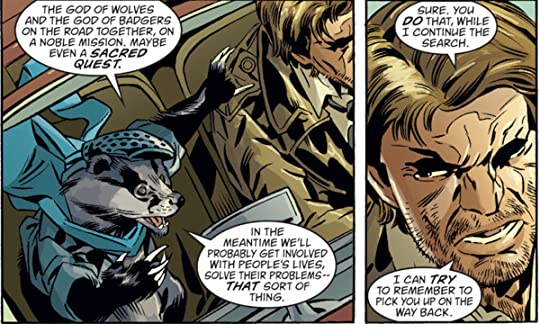 THE GOD OF WOLVES
AND THE GOD OF BADGERS
ON THE ROAD TOGETHER, ON
A NOBLE MISSION. MAYBE
EVEN A SACRED
QUEST.
IN THE
MEANTIME WE'LL
PROBABLY GET INVOLVED
WITH PEOPLE'S LIVES,
SOLVE THEIR PROBLEMS--
THAT SORT OF
THING.
SURE. YOU
DO THAT, WHILE
I CONTINUE THE
SEARCH.
I CAN TRY
TO REMEMBER TO
PICK YOU UP ON THE
WAY BACK.